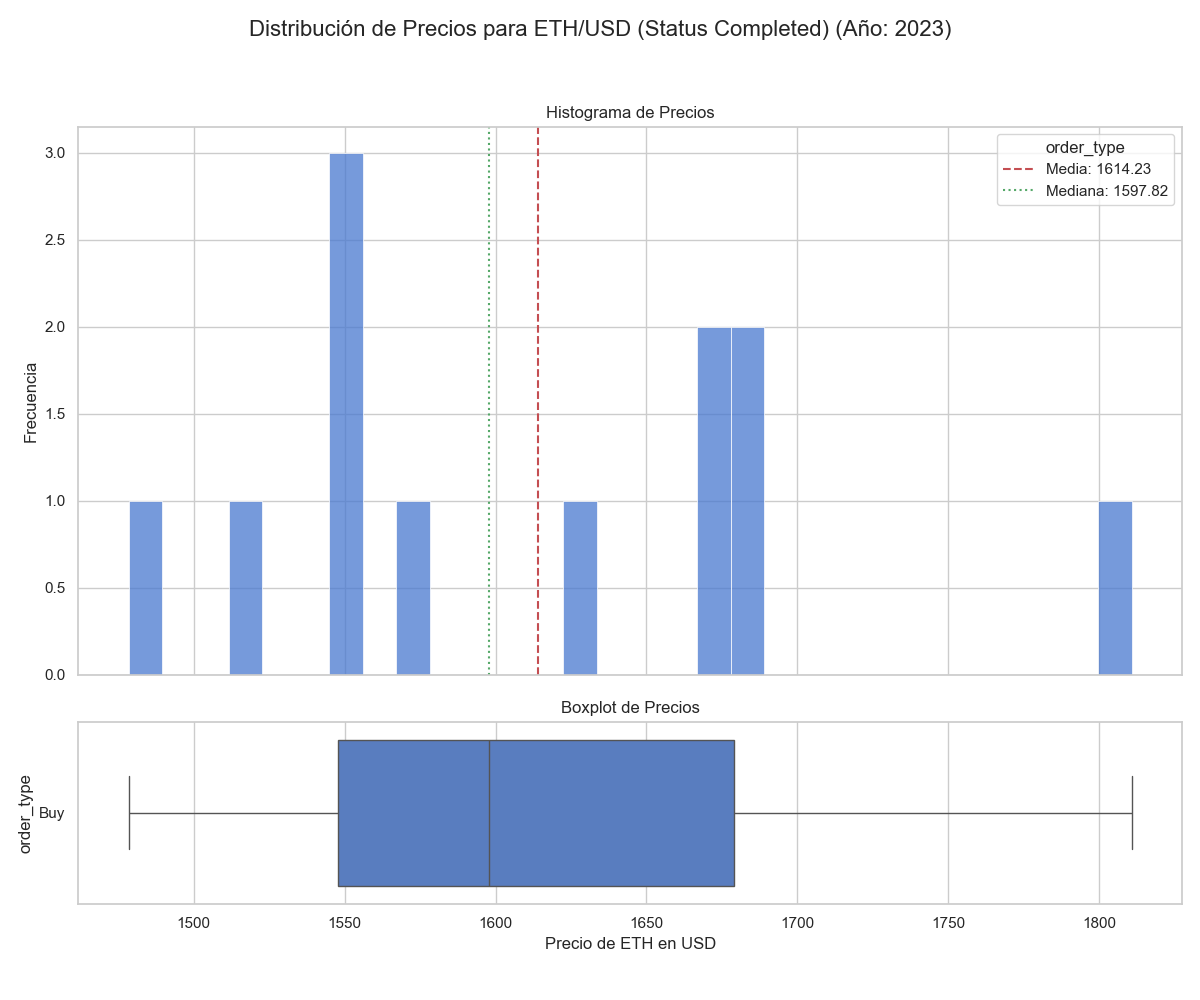 Distribución de Precios para ETH/USD (Status Completed) (Año: 2023)
Histograma de Precios
order_type
Media: 1614.23
Mediana: 1597.82
Frecuencia
3.0
2.5
2.0
1.5
1.0
0.5
0.0
Boxplot de Precios
order_type
Buy
1500 1550 1600 1650 1700 1750 1800
Precio de ETH en USD